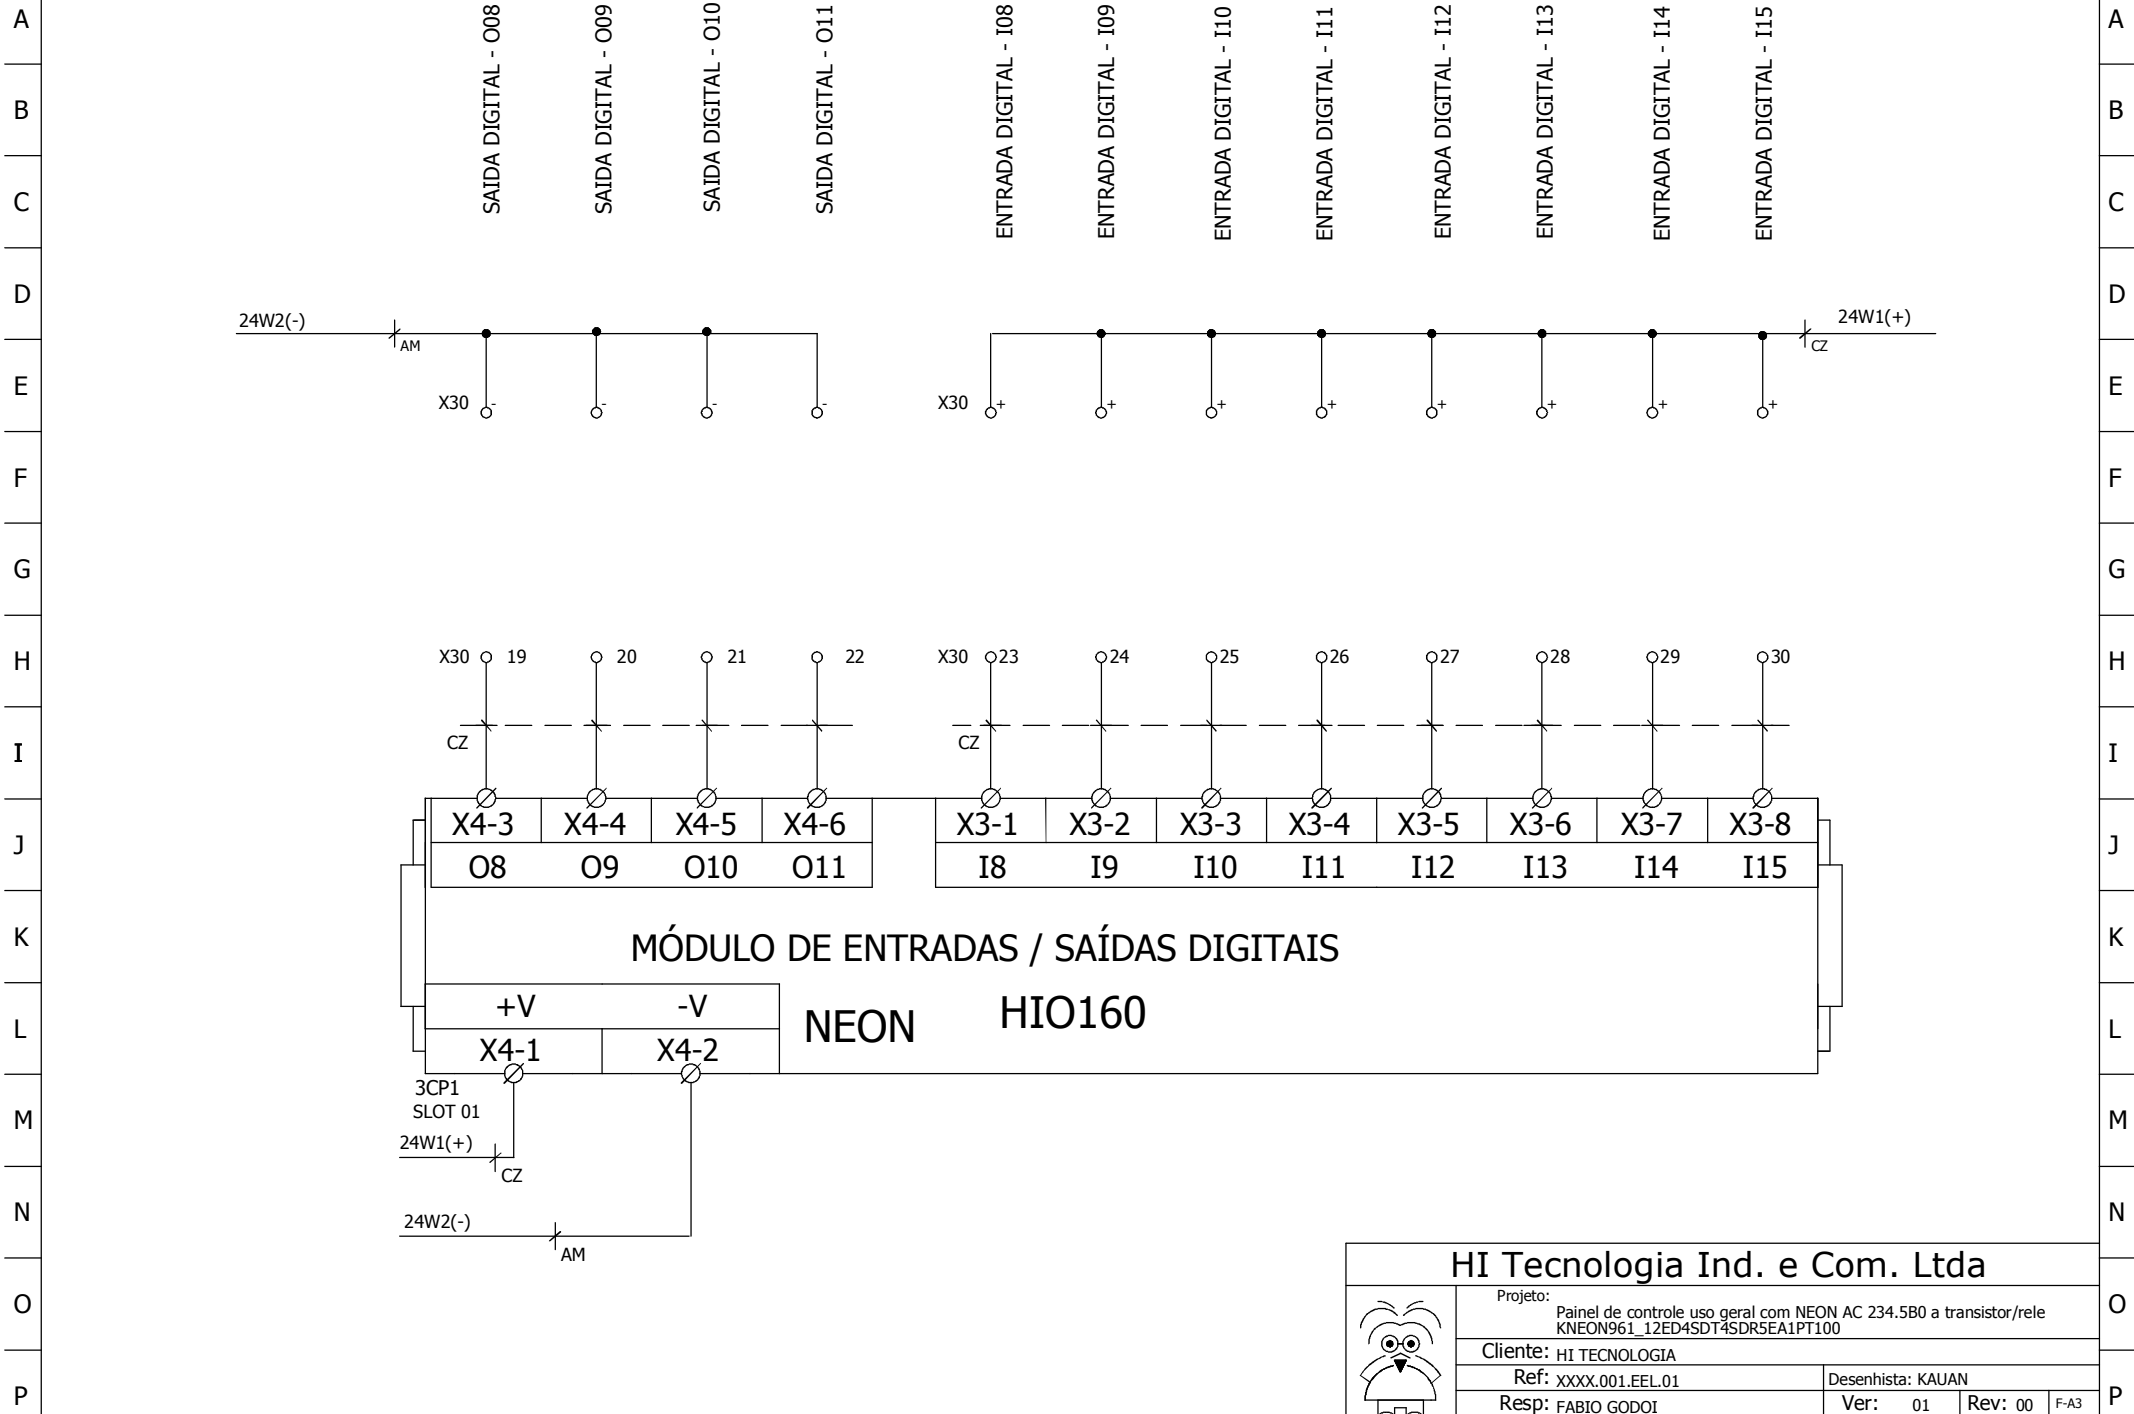 A
B
C
D
E
F
G
H
I
J
K
L
M
N
O
P
SAIDA DIGITAL - O08
SAIDA DIGITAL - O09
SAIDA DIGITAL - O10
SAIDA DIGITAL - O11
ENTRADA DIGITAL - I08
ENTRADA DIGITAL - I09
ENTRADA DIGITAL - I10
ENTRADA DIGITAL - I11
ENTRADA DIGITAL - I12
ENTRADA DIGITAL - I13
ENTRADA DIGITAL - I14
ENTRADA DIGITAL - I15
24W2(-)
AM
24W1(+)
CZ
X30 - - - -
X30 + + + + + + + +
X30 19 20 21 22
X30 23 24 25 26 27 28 29 30
CZ
CZ
X4-3 X4-4 X4-5 X4-6
X3-1 X3-2 X3-3 X3-4 X3-5 X3-6 X3-7 X3-8
O8 O9 O10 O11
I8 I9 I10 I11 I12 I13 I14 I15
MÓDULO DE ENTRADAS / SAÍDAS DIGITAIS
+V -V
NEON HIO160
X4-1 X4-2
3CP1
SLOT 01
24W1(+)
CZ
24W2(-)
AM
HI Tecnologia Ind. e Com. Ltda
Projeto:
Painel de controle uso geral com NEON AC 234.5B0 a transistor/rele
KNEON961_12ED4SDT4SDR5EA1PT100
Cliente: HI TECNOLOGIA
Ref: XXXX.001.EEL.01
Desenhista: KAUAN
Resp: FABIO GODOI
Ver: 01
Rev: 00
F-A3
A
B
C
D
E
F
G
H
I
J
K
L
M
N
O
P